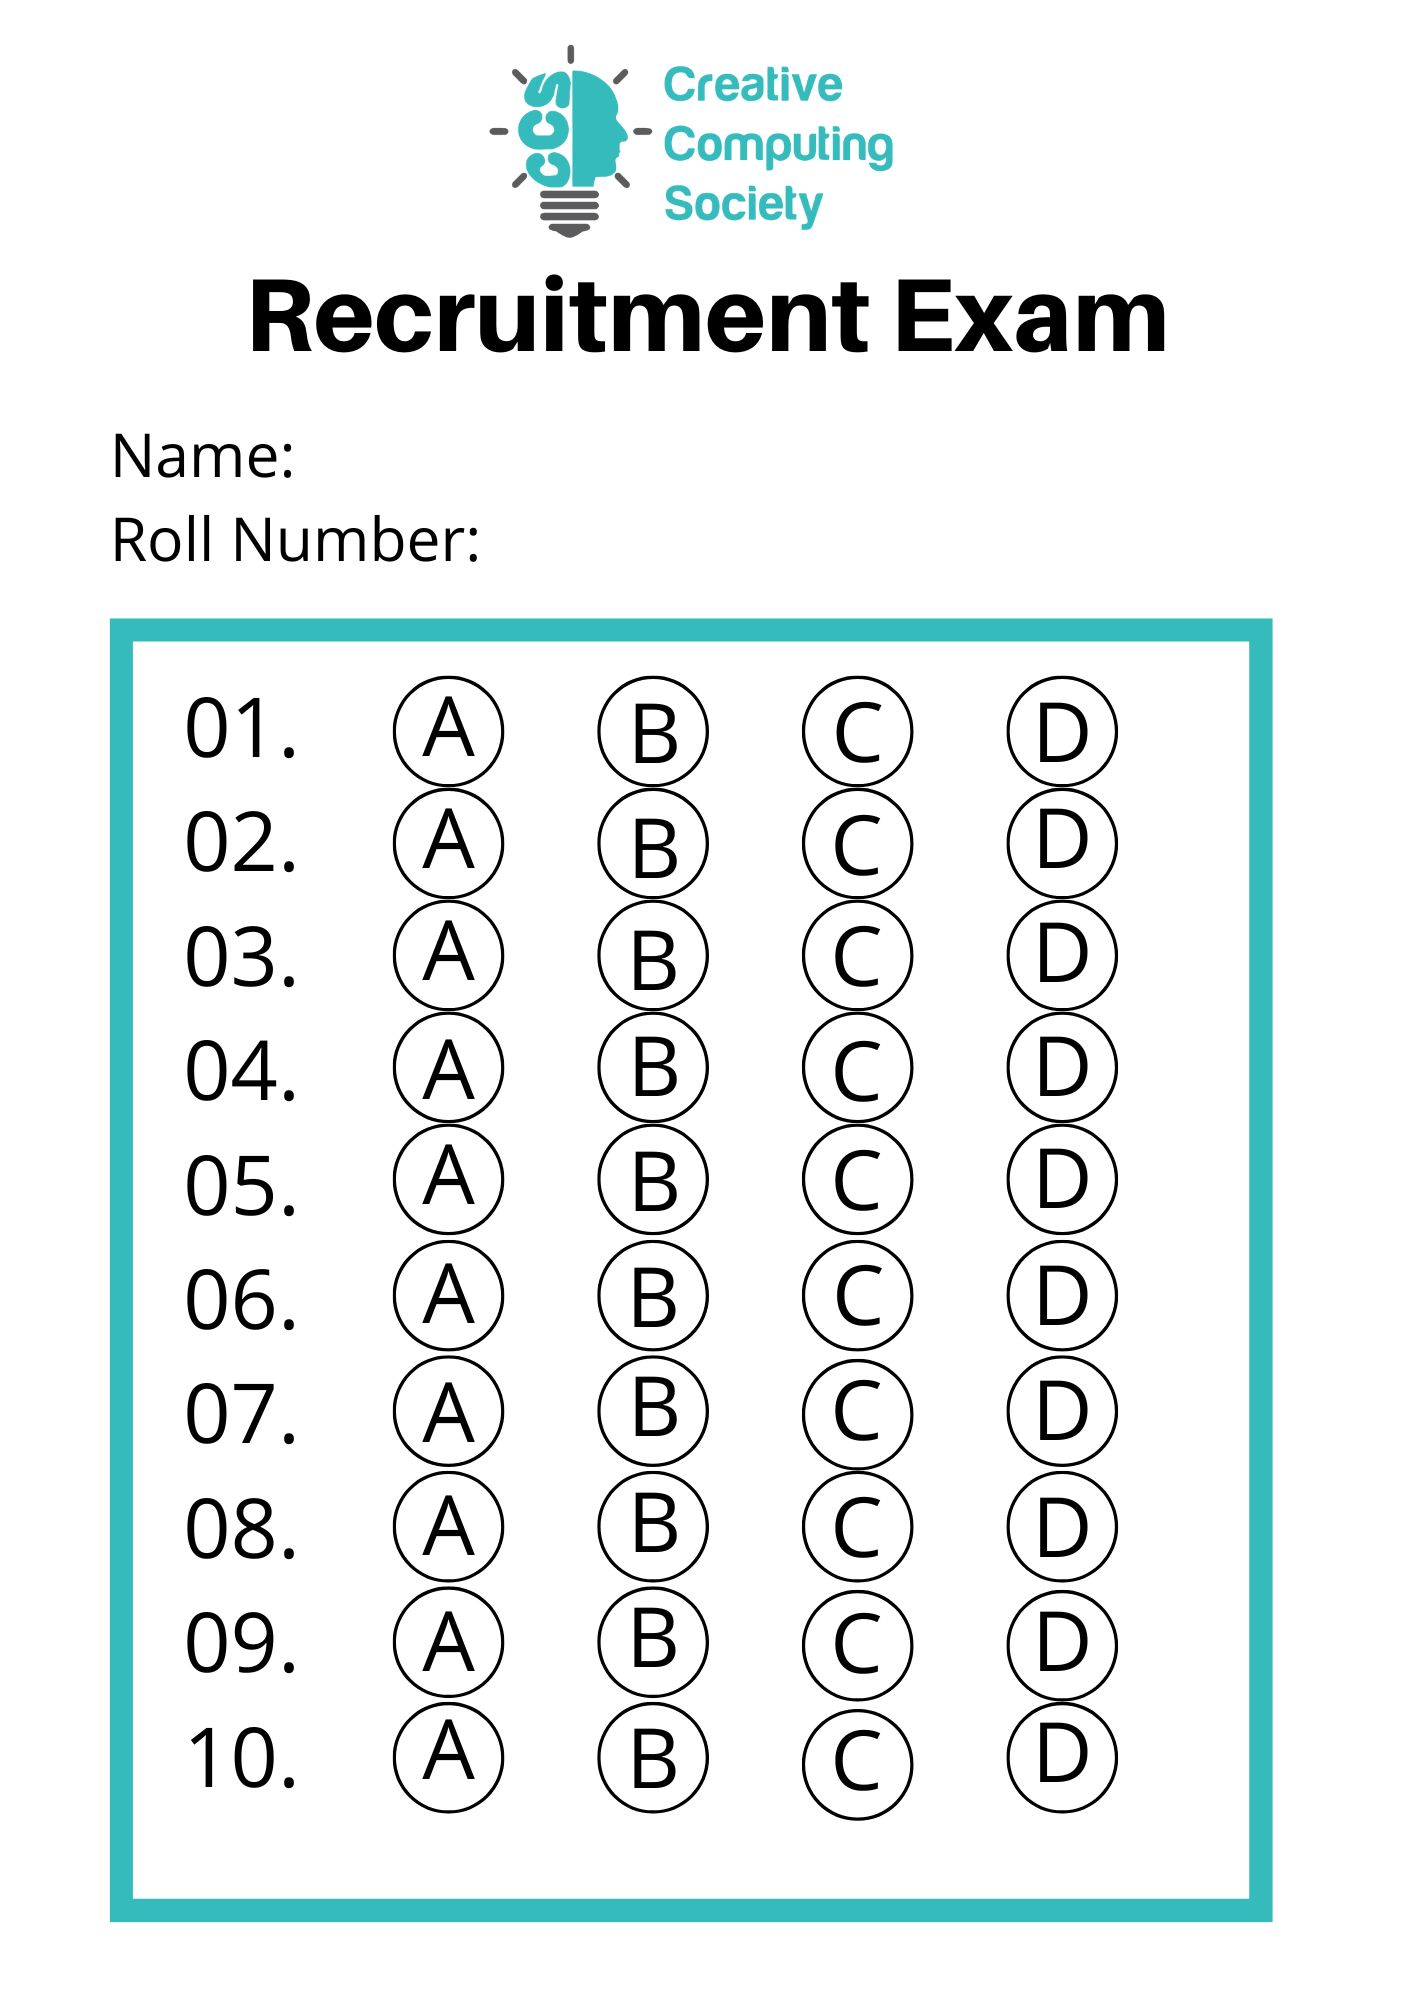 CCS
Creative
Computing
Society
Recruitment Exam
Name:
Roll Number:
01. A B C D
02. A B C D
03. A B C D
04. A B C D
05. A B C D
06. A B C D
07. A B C D
08. A B C D
09. A B C D
10. A B C D